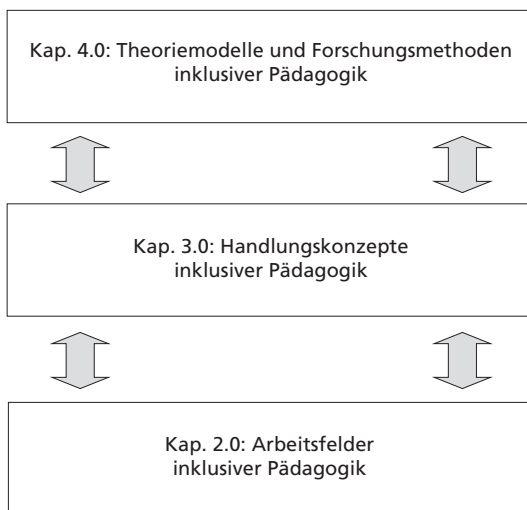 Kap. 4.0: Theoriemodelle und Forschungsmethoden
inklusiver Pädagogik
Kap. 3.0: Handlungskonzepte
inklusiver Pädagogik
Kap. 2.0: Arbeitsfelder
inklusiver Pädagogik